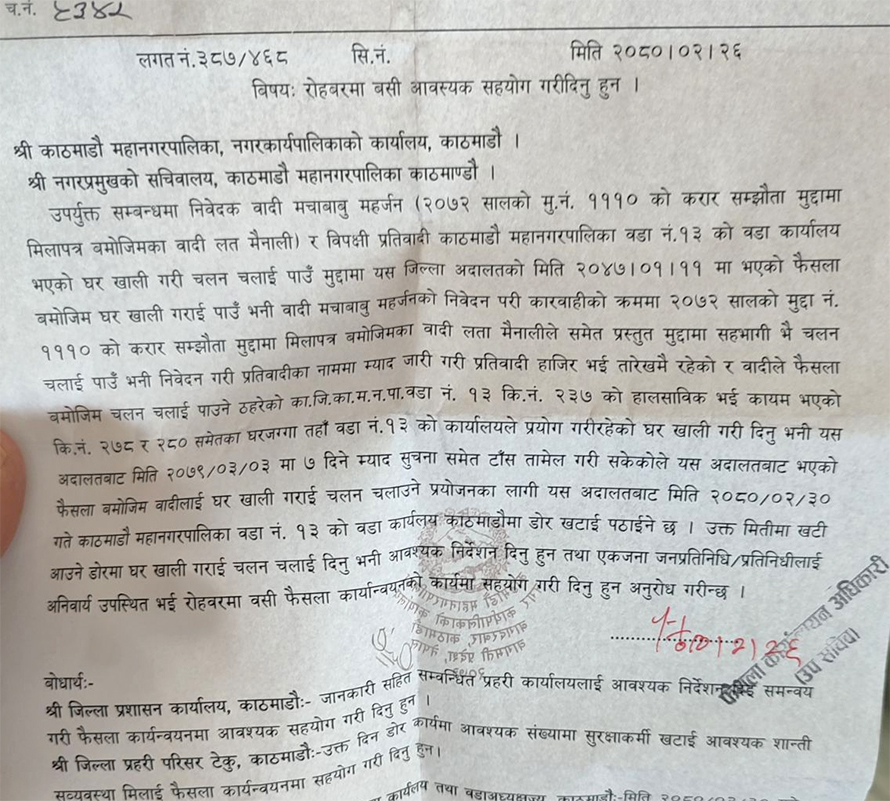 च.नं. ८३४२
लगत नं.३८७/४६८ सि.नं. मिति २०८०।०२।२६
विषयः रोहबरमा बसी आवस्यक सहयोग गरीदिनु हुन ।
श्री काठमाडौ महानगरपालिका, नगरकार्यपालिकाको कार्यालय, काठमाडौ ।
श्री नगरप्रमुखको सचिवालय, काठमाडौ महानगरपालिका काठमाण्डौ ।
उपर्युक्त सम्बन्धमा निवेदक वादी मचाबाबु महर्जन (२०७२ सालको मु.नं. १११० को करार सम्झौता मुद्दामा
मिलापत्र बमोजिमका वादी लत मैनाली) र विपक्षी प्रतिवादी काठमाडौ महानगरपालिका वडा नं.१३ को वडा कार्यालय
भएको घर खाली गरी चलन चलाई पाउँ मुद्दामा यस जिल्ला अदालतको मिति २०४७।०१।११ मा भएको फैसला
बमोजिम घर खाली गराई पाउँ भनी वादी मचाबाबु महर्जनको निवेदन परी कारवाहीको क्रममा २०७२ सालको मुद्दा नं.
१११० को करार सम्झौता मुद्दामा मिलापत्र बमोजिमका वादी लता मैनालीले समेत प्रस्तुत मुद्दामा सहभागी भै चलन
चलाई पाउँ भनी निवेदन गरी प्रतिवादीका नाममा म्याद जारी गरी प्रतिवादी हाजिर भई तारेखमै रहेको र वादीले फैसला
बमोजिम चलन चलाई पाउने ठहरेको का.जि.का.म.न.पा.वडा नं. १३ कि.नं. २३७ को हालसाविक भई कायम भएको
कि.नं. २७८ र २८० समेतका घरजग्गा तहाँ वडा नं.१३ को कार्यालयले प्रयोग गरीरहेको घर खाली गरी दिनु भनी यस
अदालतबाट मिति २०७९/०३/०३ मा ७ दिने म्याद सुचना समेत टाँस तामेल गरी सकेकोले यस अदालतबाट भएको
फैसला बमोजिम वादीलाई घर खाली गराई चलन चलाउने प्रयोजनका लागी यस अदालतबाट मिति २०८०/०२/३०
गते काठमाडौ महानगरपालिका वडा नं. १३ को वडा कार्यलय काठमाडौमा डोर खटाई पठाईने छ । उक्त मितीमा खटी
आउने डोरमा घर खाली गराई चलन चलाई दिनु भनी आवश्यक निर्देशन दिनु हुन तथा एकजना जनप्रतिनिधि/प्रतिनिधीलाई
अनिवार्य उपस्थित भई रोहवरमा वसी फैसला कार्यान्वयनको कार्यमा सहयोग गरी दिनु हुन अनुरोध गरीन्छ ।
अधिकारी
उप सचिव
बोधार्थः-
श्री जिल्ला प्रशासन कार्यालय, काठमाडौः- जानकारी सहित सम्बन्धित प्रहरी कार्यालयलाई आवश्यक निर्देशन समन्वय
गरी फैसला कार्यन्वयनमा आवश्यक सहयोग गरी दिनु हुन ।
श्री जिल्ला प्रहरी परिसर टेकु, काठमाडौः-उक्त दिन डोर कार्यमा आवश्यक संख्यामा सुरक्षाकर्मी खटाई आवश्यक शान्ती
सुव्यवस्था मिलाई फैसला कार्यन्वयनमा सहयोग गरी दिनु हुन।
कार्यलय तथा